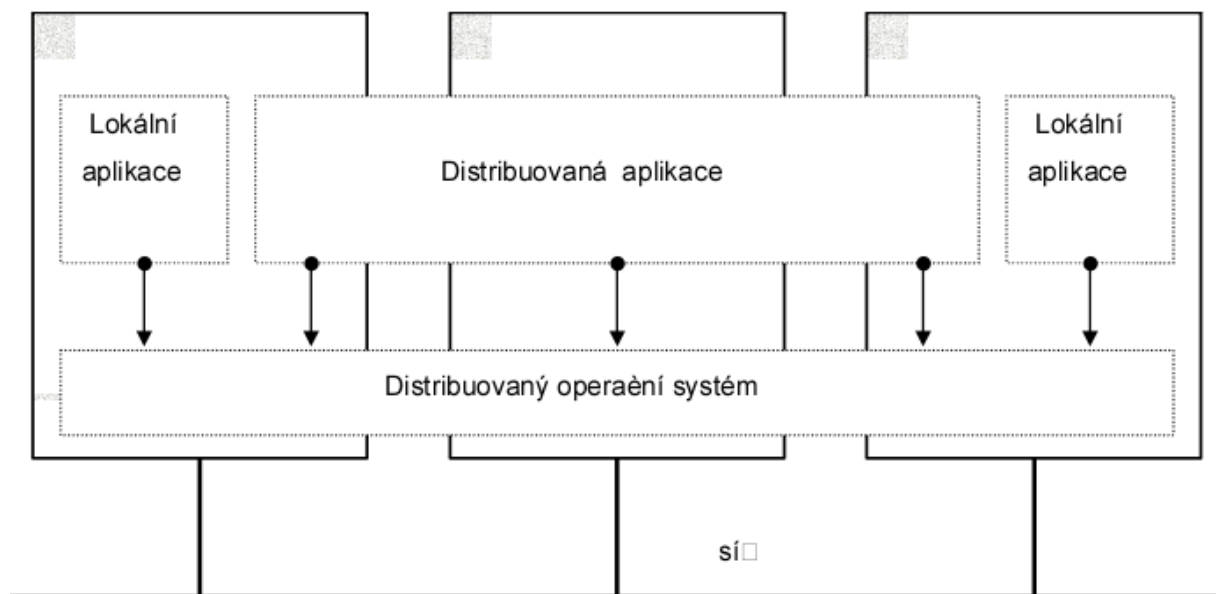 Lokální
aplikace
Distribuovaná aplikace
Lokální
aplikace
Distribuovaný operaèní systém
sí□